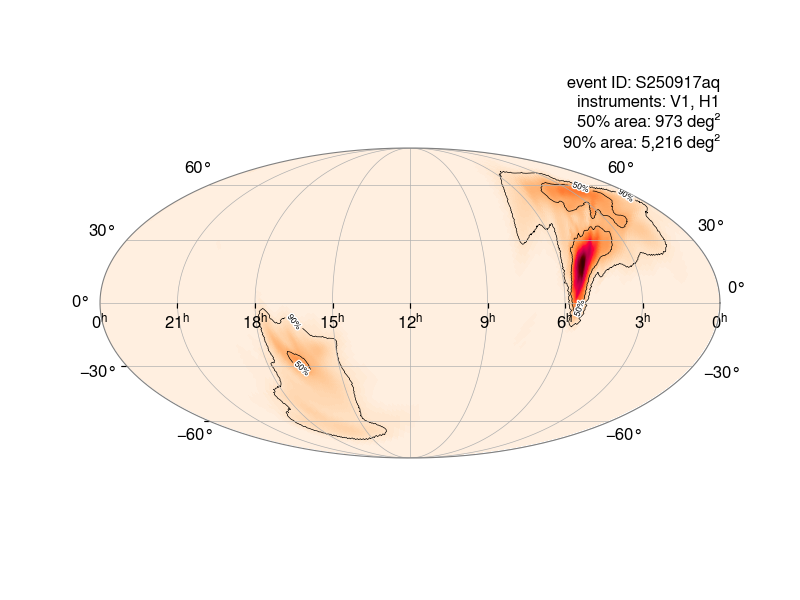 event ID: S250917aq
instruments: V1, H1
50% area: 973 deg²
90% area: 5,216 deg²
60° 60°
50% 90%
30° 30°
0° 0°
50%
0ʰ 21ʰ 18ʰ 15ʰ 12ʰ 9ʰ 6ʰ 3ʰ 0ʰ
90%
50%
−30° −30°
−60° −60°